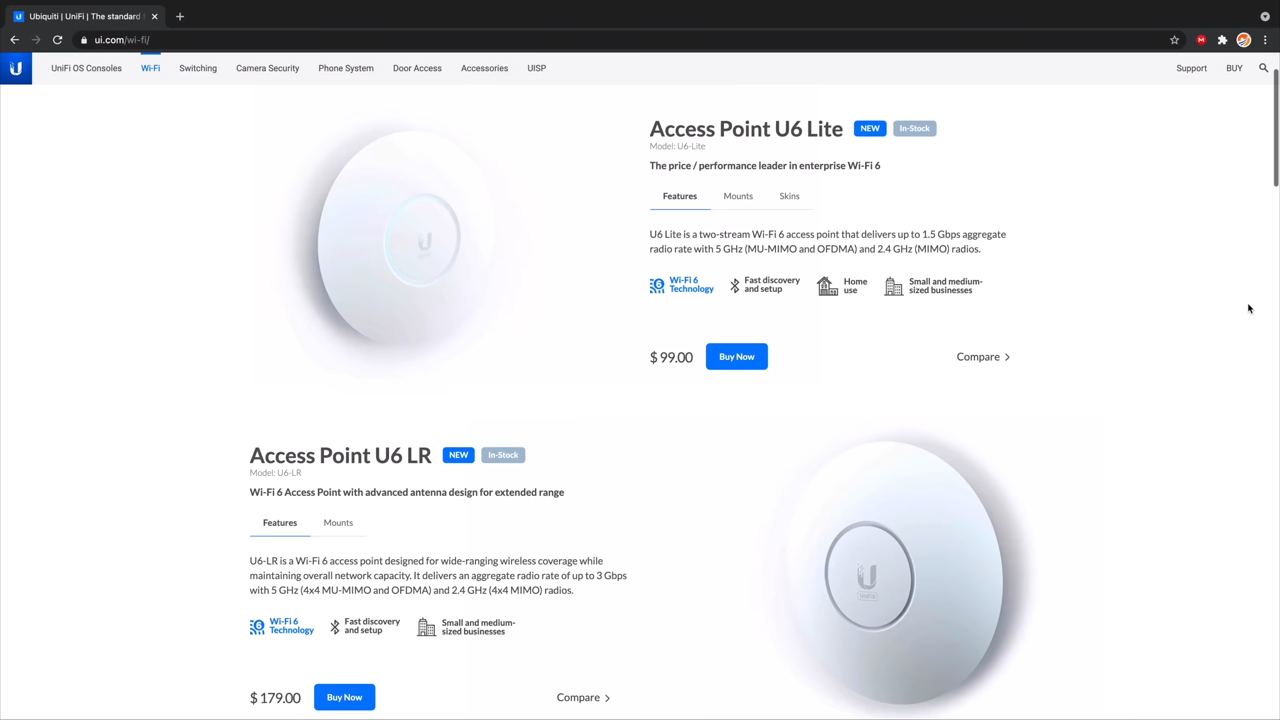 Ubiquiti | UniFi | The standard
ui.com/wi-fi/
UniFi OS Consoles Wi-Fi Switching Camera Security Phone System Door Access Accessories UISP Support BUY
Access Point U6 Lite NEW In-Stock
Model: U6-Lite
The price / performance leader in enterprise Wi-Fi 6
Features Mounts Skins
U6 Lite is a two-stream Wi-Fi 6 access point that delivers up to 1.5 Gbps aggregate
radio rate with 5 GHz (MU-MIMO and OFDMA) and 2.4 GHz (MIMO) radios.
Wi-Fi 6
Technology
Fast discovery
and setup
Home
use
Small and medium-
sized businesses
$ 99.00 Buy Now Compare
Access Point U6 LR NEW In-Stock
Model: U6-LR
Wi-Fi 6 Access Point with advanced antenna design for extended range
Features Mounts
U6-LR is a Wi-Fi 6 access point designed for wide-ranging wireless coverage while
maintaining overall network capacity. It delivers an aggregate radio rate of up to 3 Gbps
with 5 GHz (4x4 MU-MIMO and OFDMA) and 2.4 GHz (4x4 MIMO) radios.
Wi-Fi 6
Technology
Fast discovery
and setup
Small and medium-
sized businesses
$ 179.00 Buy Now Compare